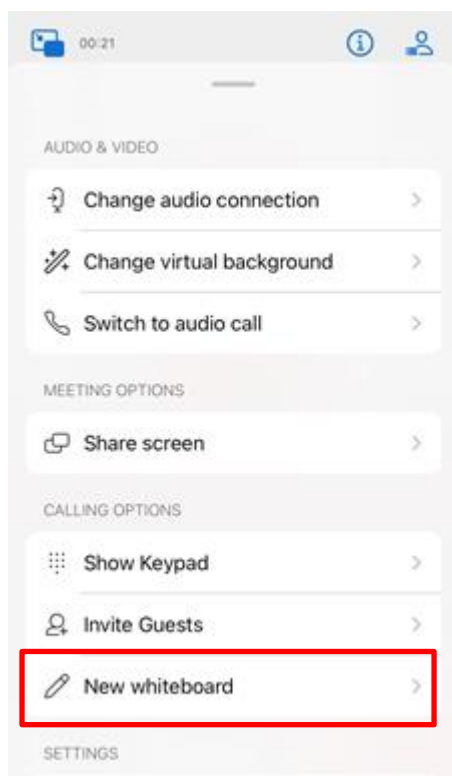 00:21
AUDIO & VIDEO
Change audio connection
Change virtual background
Switch to audio call
MEETING OPTIONS
Share screen
CALLING OPTIONS
Show Keypad
Invite Guests
New whiteboard
SETTINGS